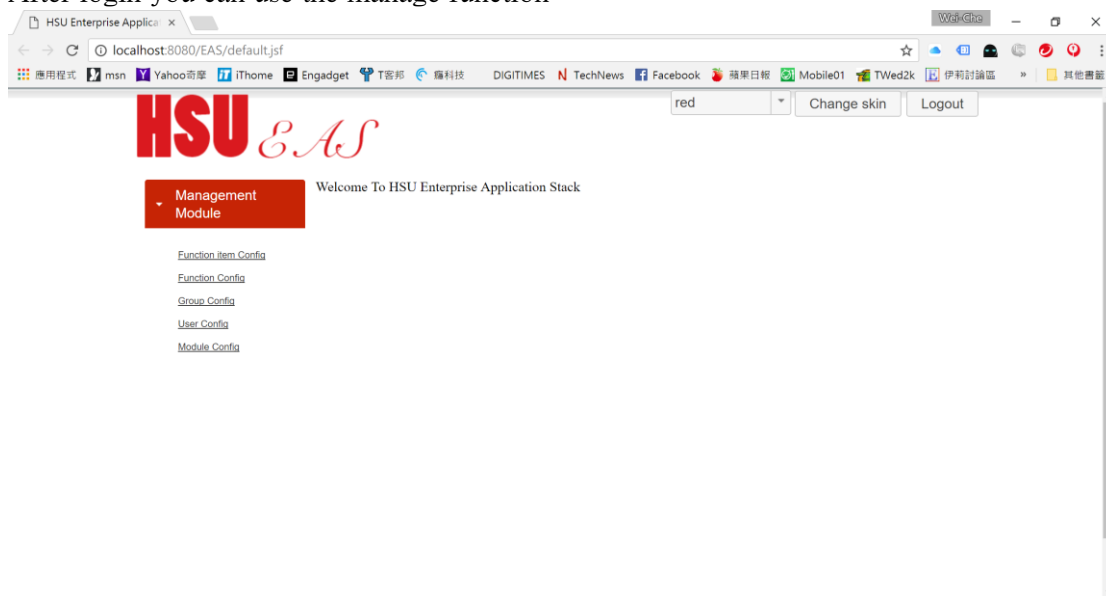 After login you can use the manage function
HSU Enterprise Applica
Wei-Che
localhost:8080/EAS/default.jsf
應用程式 msn Yahoo奇摩 iThome Engadget T客邦 癮科技 DIGITIMES TechNews Facebook 蘋果日報 Mobile01 TWed2k 伊莉討論區 » 其他書籤
HSU EAS
red Change skin Logout
Management
Module
Welcome To HSU Enterprise Application Stack
Function item Config
Function Config
Group Config
User Config
Module Config